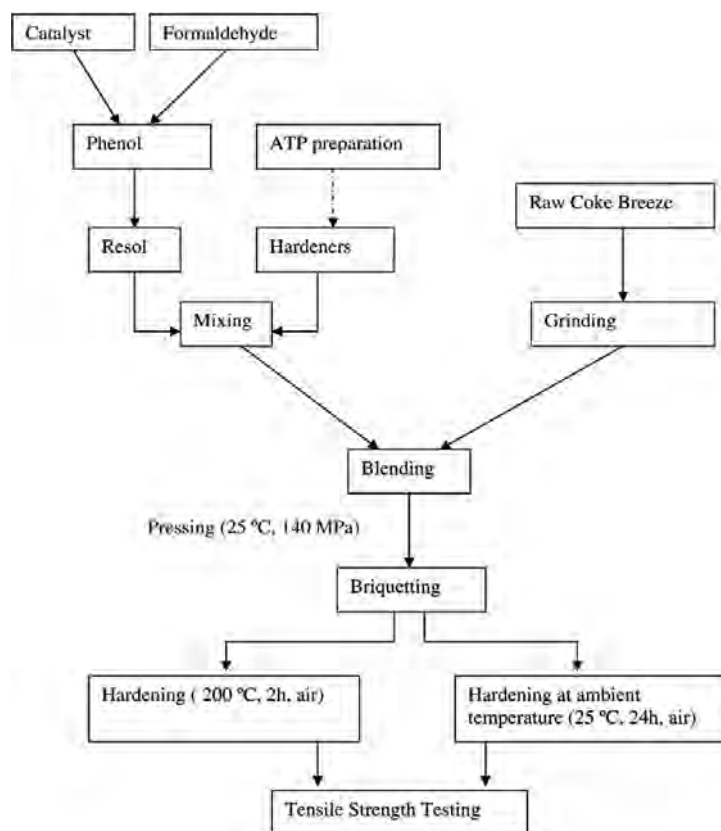 Catalyst
Formaldehyde
Phenol
ATP preparation
Raw Coke Breeze
Resol
Hardeners
Mixing
Grinding
Blending
Pressing (25 ºC, 140 MPa)
Briquetting
Hardening ( 200 ºC, 2h, air)
Hardening at ambient
temperature (25 ºC, 24h, air)
Tensile Strength Testing